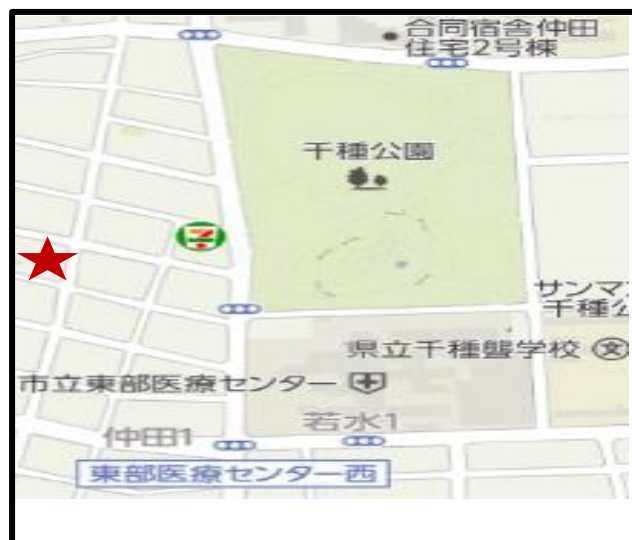 合同宿舎仲田
住宅2号棟
千種公園
サンマ
千種公
県立千種聾学校
市立東部医療センター
若水1
仲田1
東部医療センター西